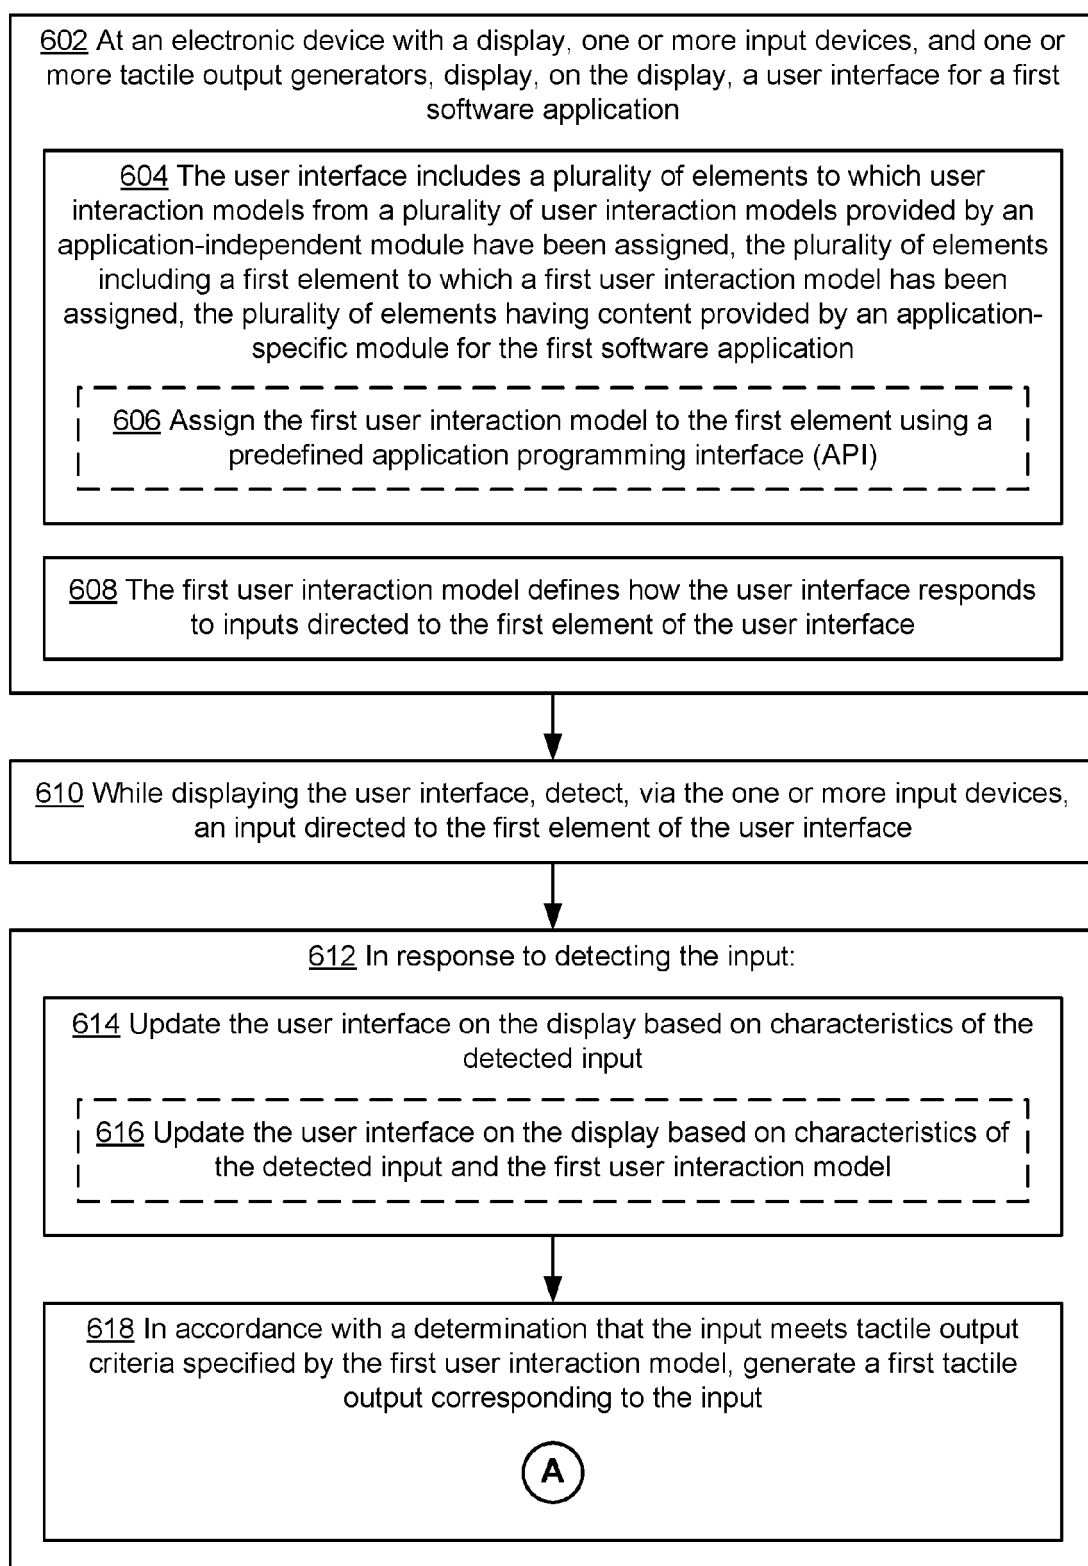 602 At an electronic device with a display, one or more input devices, and one or
more tactile output generators, display, on the display, a user interface for a first
software application
604 The user interface includes a plurality of elements to which user
interaction models from a plurality of user interaction models provided by an
application-independent module have been assigned, the plurality of elements
including a first element to which a first user interaction model has been
assigned, the plurality of elements having content provided by an application-
specific module for the first software application
606 Assign the first user interaction model to the first element using a
predefined application programming interface (API)
608 The first user interaction model defines how the user interface responds
to inputs directed to the first element of the user interface
610 While displaying the user interface, detect, via the one or more input devices,
an input directed to the first element of the user interface
612 In response to detecting the input:
614 Update the user interface on the display based on characteristics of the
detected input
616 Update the user interface on the display based on characteristics of
the detected input and the first user interaction model
618 In accordance with a determination that the input meets tactile output
criteria specified by the first user interaction model, generate a first tactile
output corresponding to the input
A